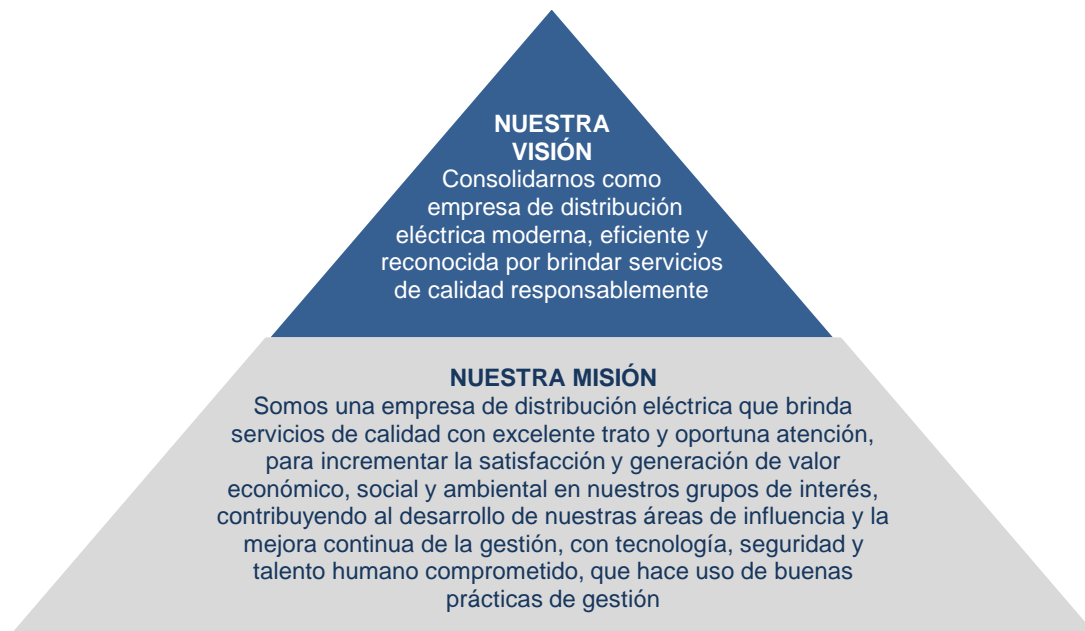 NUESTRA
VISIÓN
Consolidarnos como
empresa de distribución
eléctrica moderna, eficiente y
reconocida por brindar servicios
de calidad responsablemente
NUESTRA MISIÓN
Somos una empresa de distribución eléctrica que brinda
servicios de calidad con excelente trato y oportuna atención,
para incrementar la satisfacción y generación de valor
económico, social y ambiental en nuestros grupos de interés,
contribuyendo al desarrollo de nuestras áreas de influencia y la
mejora continua de la gestión, con tecnología, seguridad y
talento humano comprometido, que hace uso de buenas
prácticas de gestión